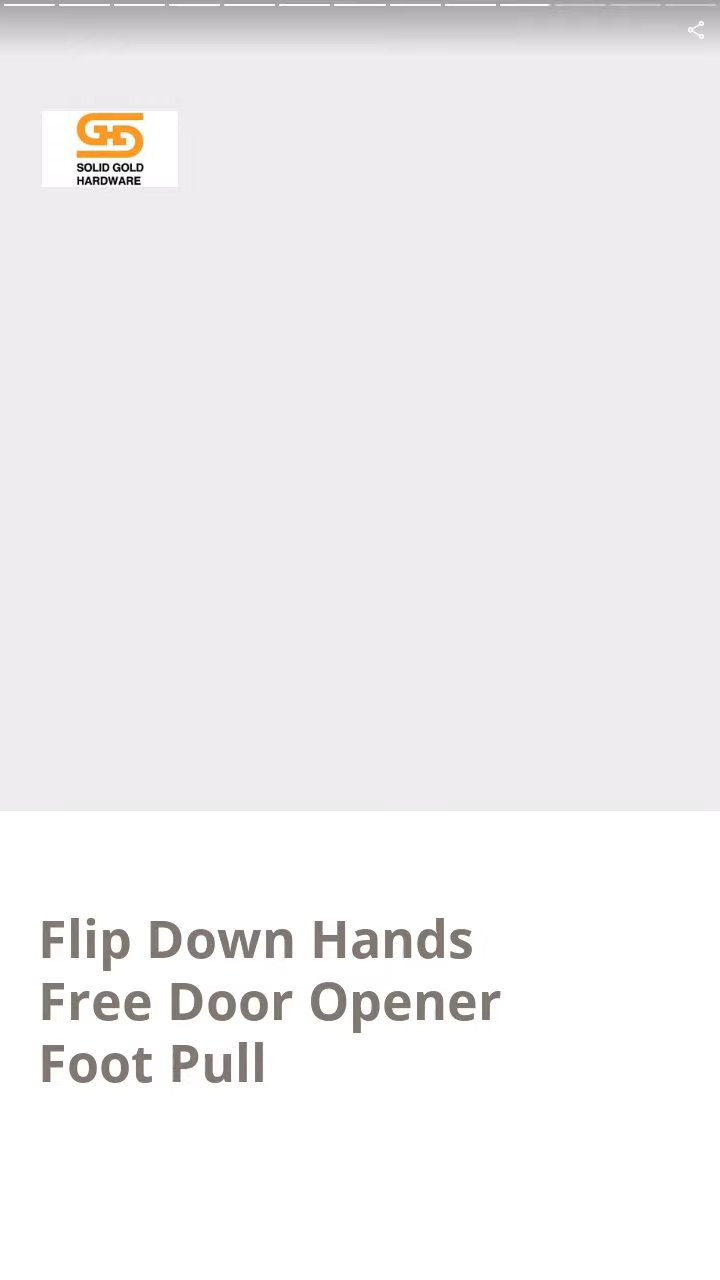 SOLID GOLD
HARDWARE
Flip Down Hands
Free Door Opener
Foot Pull